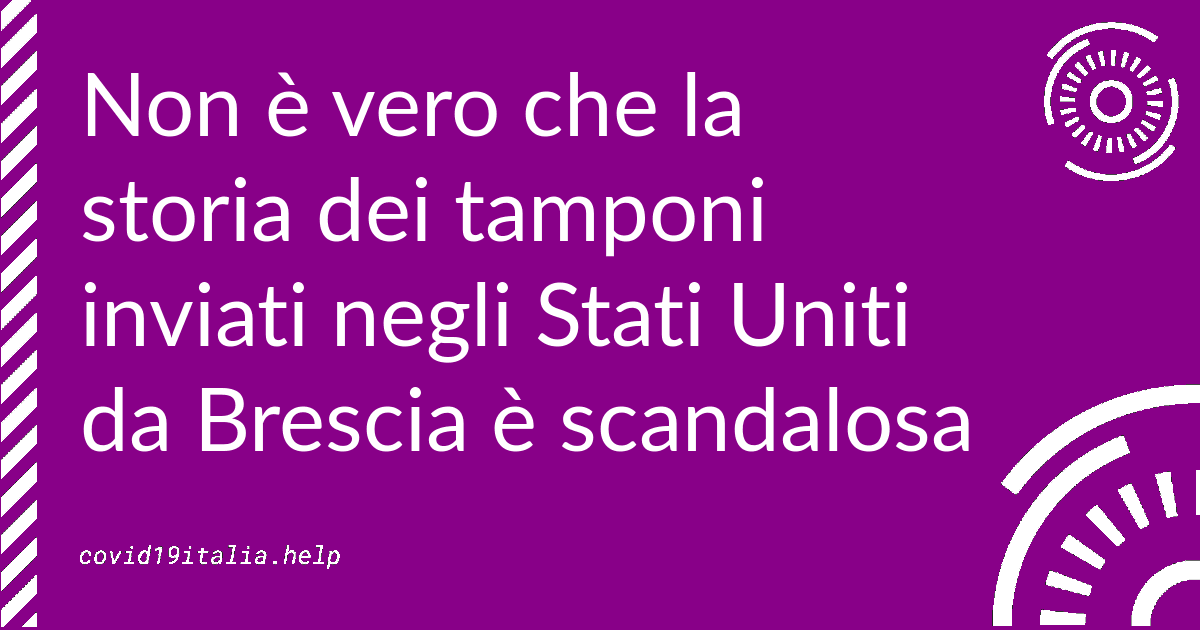 Non è vero che la
storia dei tamponi
inviati negli Stati Uniti
da Brescia è scandalosa
covid19italia.help